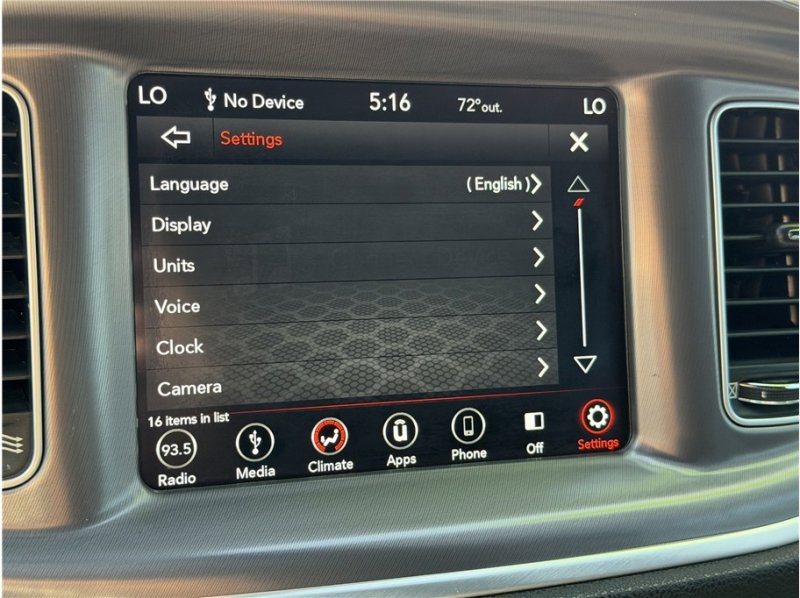 LO No Device 5:16 72°out. LO
Settings
Language (English)
Display
Units
Voice
Clock
Camera
16 items in list
93.5
Radio Media Climate Apps Phone Off Settings